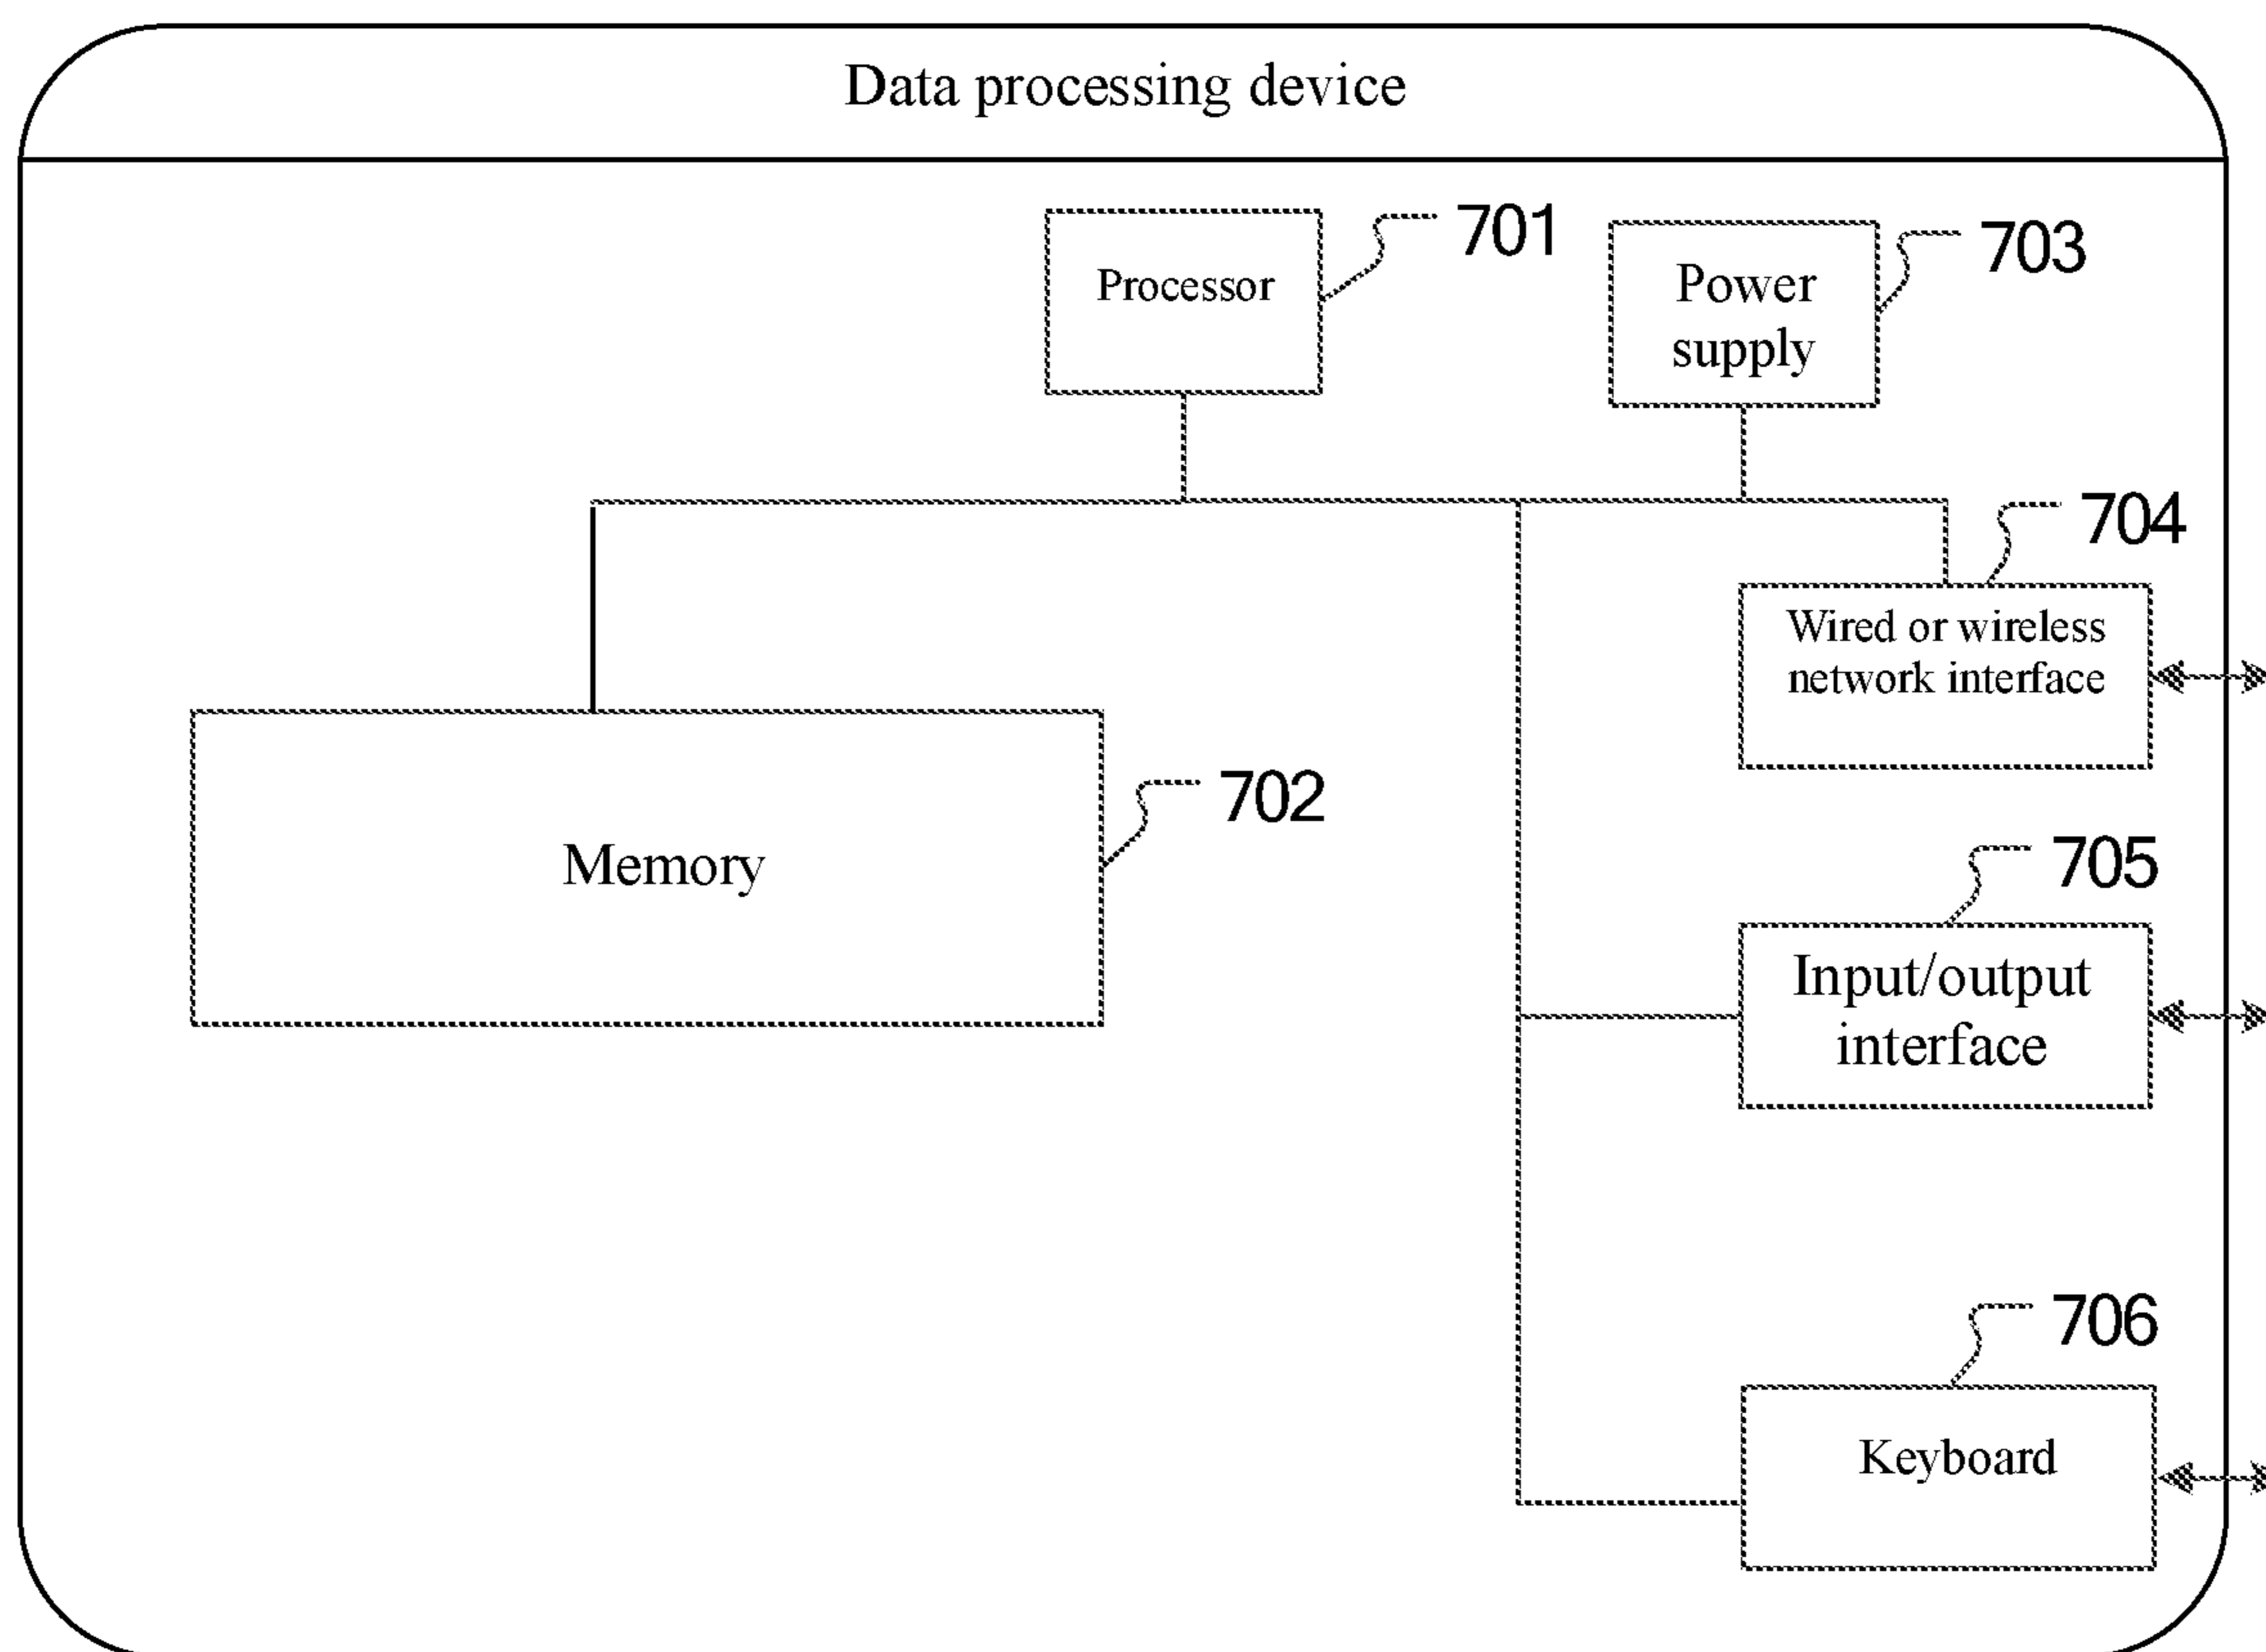 Data processing device
Processor
701
Power
supply
703
704
Wired or wireless
network interface
Memory
702
705
Input/output
interface
706
Keyboard